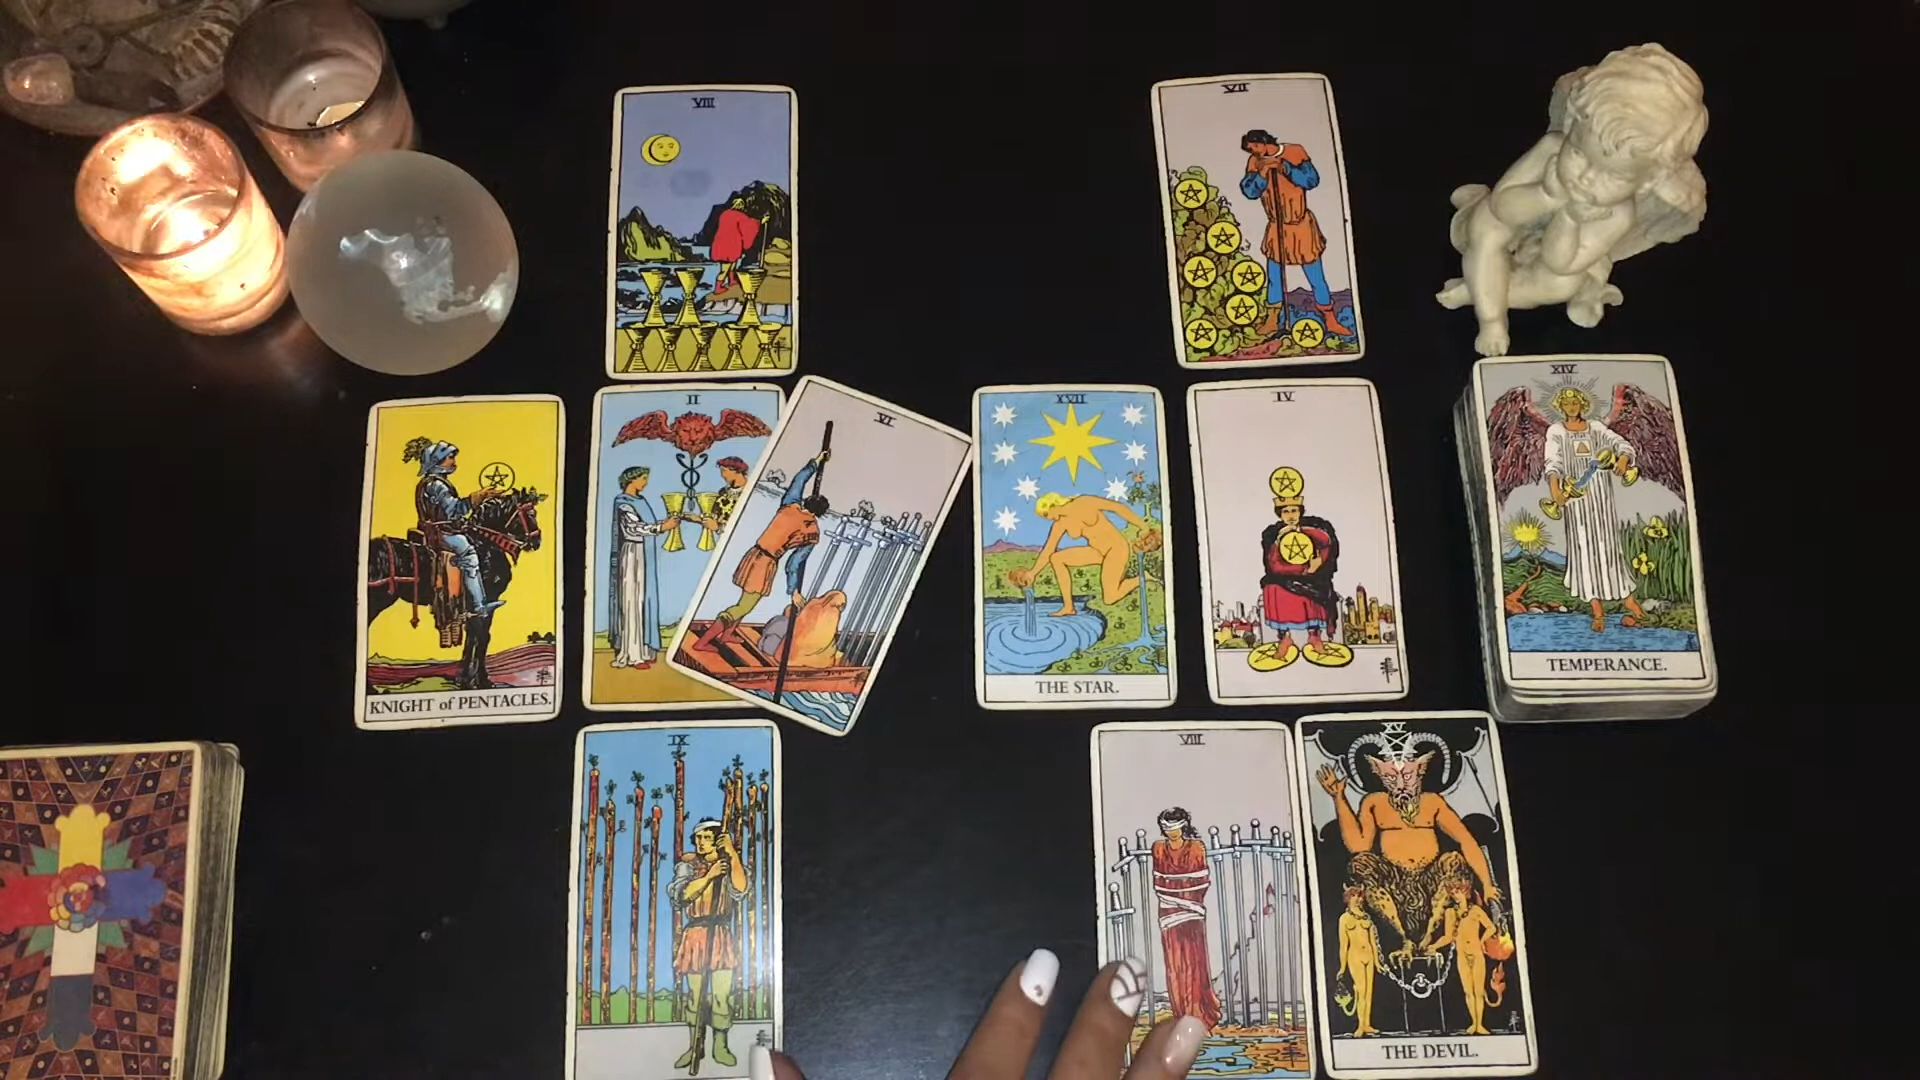 VIII
VII
II
VI
XVII
IV
XIV
KNIGHT of PENTACLES.
THE STAR.
TEMPERANCE.
IX
VIII
XV
THE DEVIL.